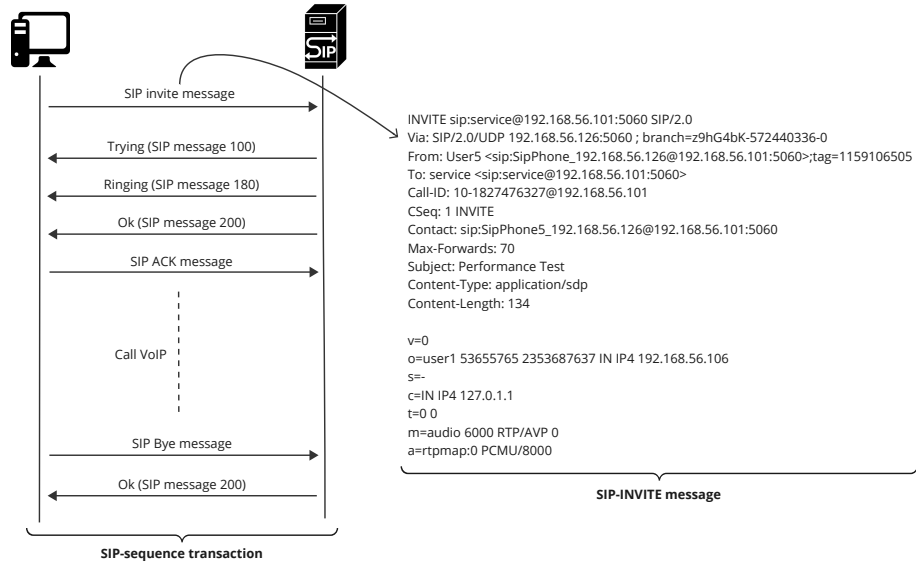 SIP
SIP invite message
Trying (SIP message 100)
Ringing (SIP message 180)
Ok (SIP message 200)
SIP ACK message
Call VoIP
SIP Bye message
Ok (SIP message 200)
SIP-sequence transaction
INVITE sip:service@192.168.56.101:5060 SIP/2.0
Via: SIP/2.0/UDP 192.168.56.126:5060 ; branch=z9hG4bK-572440336-0
From: User5 <sip:SipPhone_192.168.56.126@192.168.56.101:5060>;tag=1159106505
To: service <sip:service@192.168.56.101:5060>
Call-ID: 10-1827476327@192.168.56.101
CSeq: 1 INVITE
Contact: sip:SipPhone5_192.168.56.126@192.168.56.101:5060
Max-Forwards: 70
Subject: Performance Test
Content-Type: application/sdp
Content-Length: 134
v=0
o=user1 53655765 2353687637 IN IP4 192.168.56.106
s=-
c=IN IP4 127.0.1.1
t=0 0
m=audio 6000 RTP/AVP 0
a=rtpmap:0 PCMU/8000
SIP-INVITE message